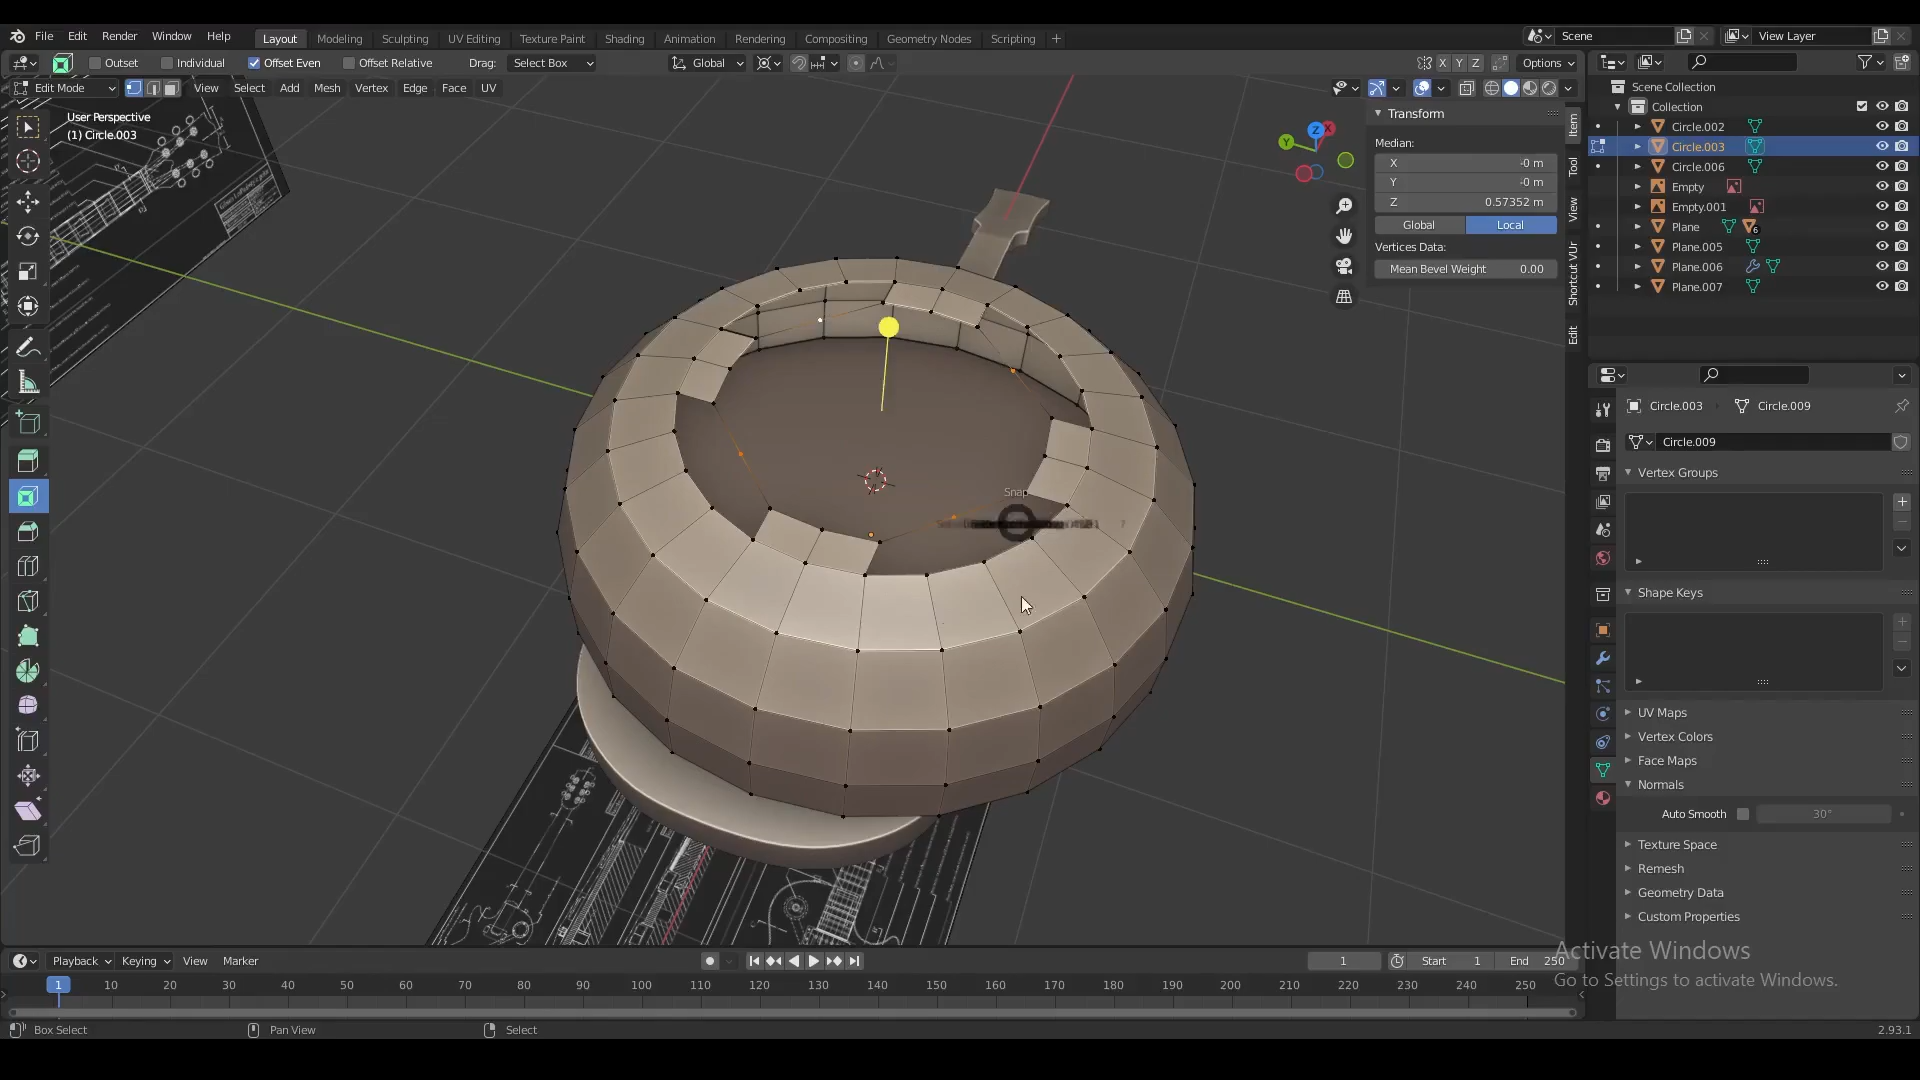 File Edit Render Window Help
Layout Modeling Sculpting UV Editing Texture Paint Shading Animation Rendering Compositing Geometry Nodes Scripting +
Scene
View Layer
Outset Individual Offset Even Offset Relative Drag: Select Box
Global
X Y Z Options
Edit Mode
View Select Add Mesh Vertex Edge Face UV
User Perspective
(1) Circle.003
X
Y
Z
Transform
Median:
X -0 m
Y -0 m
Z 0.57352 m
Global Local
Vertices Data:
Mean Bevel Weight 0.00
Item
Tool
View
Shortcut VUr
Edit
Snap
Scene Collection
Collection
Circle.002
Circle.003
Circle.006
Empty
Empty.001
Plane 6
Plane.005
Plane.006
Plane.007
Circle.003 Circle.009
Circle.009
Vertex Groups
Shape Keys
UV Maps
Vertex Colors
Face Maps
Normals
Auto Smooth 30°
Texture Space
Remesh
Geometry Data
Custom Properties
Activate Windows
Go to Settings to activate Windows.
Playback Keying View Marker
1 Start 1 End 250
1 10 20 30 40 50 60 70 80 90 100 110 120 130 140 150 160 170 180 190 200 210 220 230 240 250
Box Select Pan View Select
2.93.1